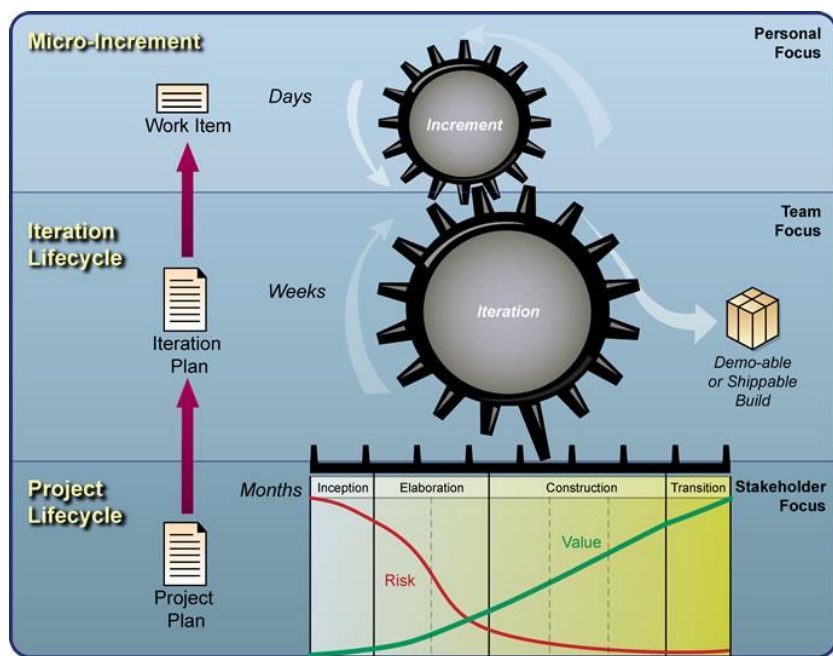 Micro-Increment
Personal
Focus
Days
Work Item
Increment
Iteration
Lifecycle
Team
Focus
Weeks
Iteration
Plan
Iteration
Demo-able
or Shippable
Build
Project
Lifecycle
Months
Inception
Elaboration
Construction
Transition
Stakeholder
Focus
Value
Risk
Project
Plan